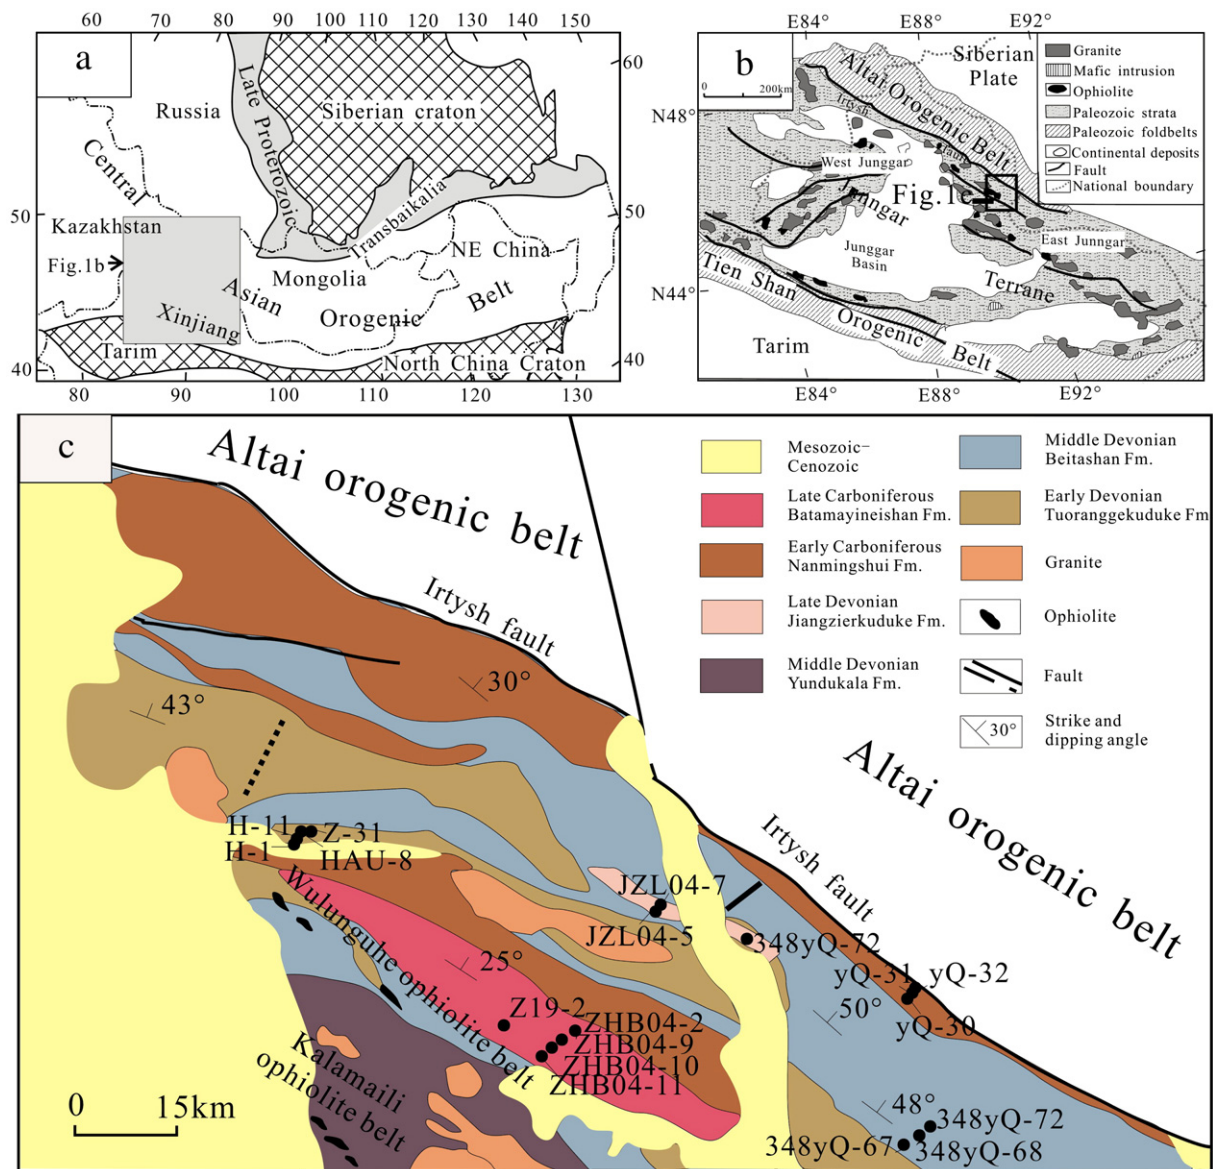 60 70 80 90 100 110 120 130 140 150
a
60
Russia
Late Proterozoic
Siberian craton
Central
Transbaikalia
50
50
Kazakhstan
NE China
Fig.1b
Mongolia
Asian
Belt
Xinjiang
Orogenic
Tarim
North China Craton
40
40
80 90 100 110 120 130
E84° E88° E92°
b
0 200km
Siberian
Plate
Altai Orogenic Belt
Irtysh
fault
N48°
West Junggar
Fig.1c
Junngar
East Junngar
Junggar
Basin
Terrane
N44°
Tien Shan
Orogenic
Belt
Tarim
E84° E88° E92°
Granite
Mafic intrusion
Ophiolite
Paleozoic strata
Paleozoic foldbelts
Continental deposits
Fault
National boundary
c
Altai orogenic belt
Irtysh fault
Mesozoic-
Cenozoic
Late Carboniferous
Batamayineishan Fm.
Early Carboniferous
Nanmingshui Fm.
Late Devonian
Jiangzierkuduke Fm.
Middle Devonian
Yundukala Fm.
Middle Devonian
Beitashan Fm.
Early Devonian
Tuoranggekuduke Fm
Granite
Ophiolite
Fault
30°
Strike and
dipping angle
30°
43°
Altai orogenic belt
Irtysh fault
H-11
Z-31
H-1
HAU-8
JZL04-7
JZL04-5
348yQ-72
Wulunguhe ophiolite belt
25°
yQ-31
yQ-32
yQ-30
50°
Z19-2
ZHB04-2
ZHB04-9
ZHB04-10
ZHB04-11
Kalamaili
ophiolite belt
48°
348yQ-72
348yQ-67
348yQ-68
0 15km